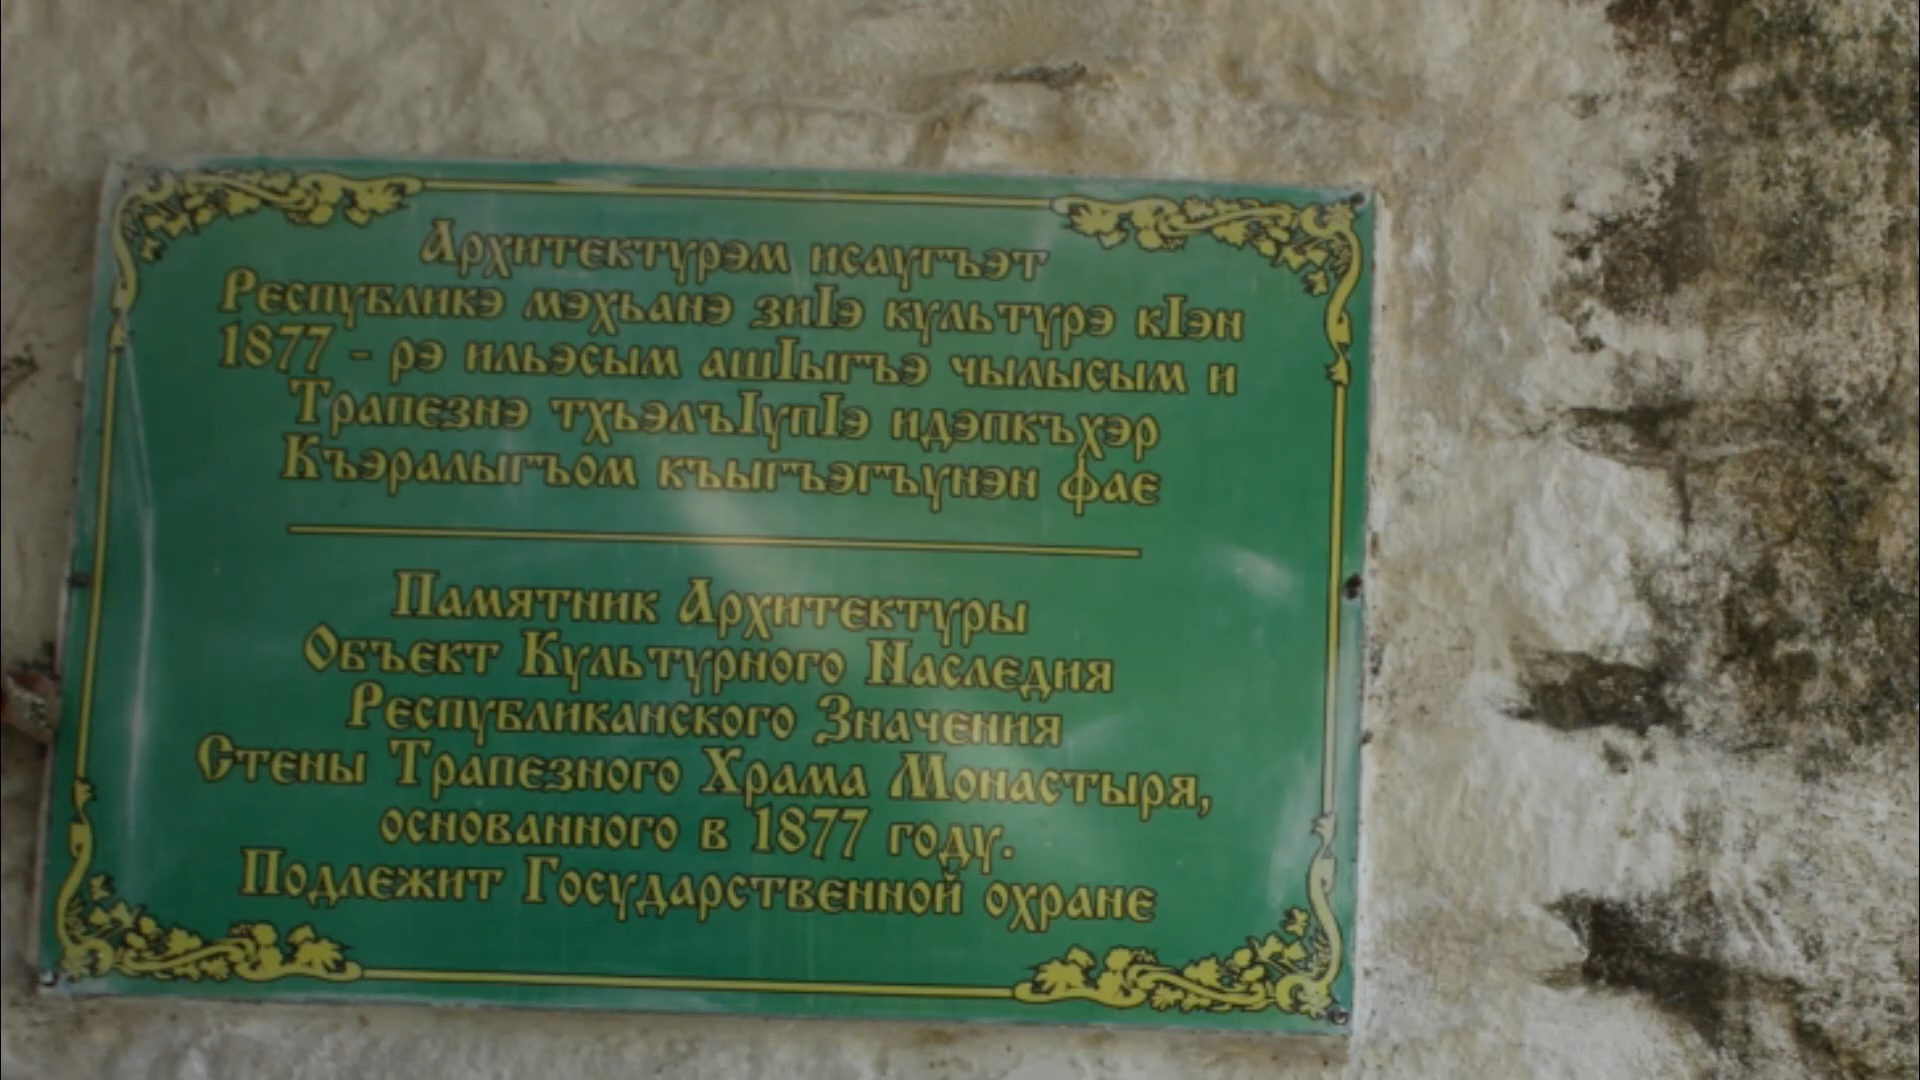 Архитектурэм исаугъэт
Республикэ мэхьанэ зиӀэ культурэ кӀэн
1877 - рэ ильэсым ашӀыгъэ чылысым и
Трапезнэ тхьэлъӀупӀэ идэпкъхэр
Къэралыгъом къыгъэгъунэн фае
Памятник Архитектуры
Объект Культурного Наследия
Республиканского Значения
Стены Трапезного Храма Монастыря,
основанного в 1877 году.
Подлежит Государственной охране